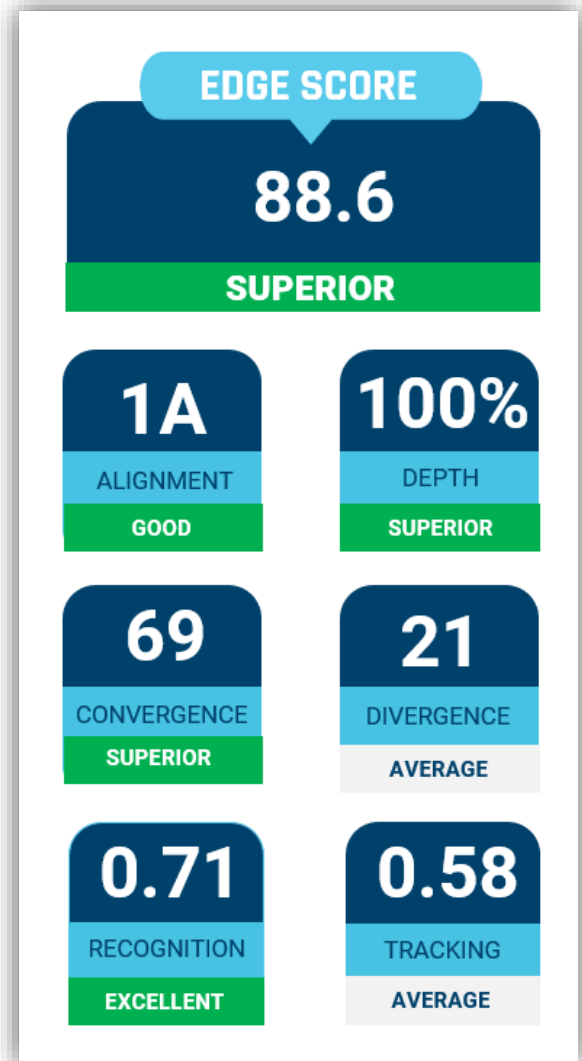 EDGE SCORE
88.6
SUPERIOR
1A
ALIGNMENT
GOOD
100%
DEPTH
SUPERIOR
69
CONVERGENCE
SUPERIOR
21
DIVERGENCE
AVERAGE
0.71
RECOGNITION
EXCELLENT
0.58
TRACKING
AVERAGE